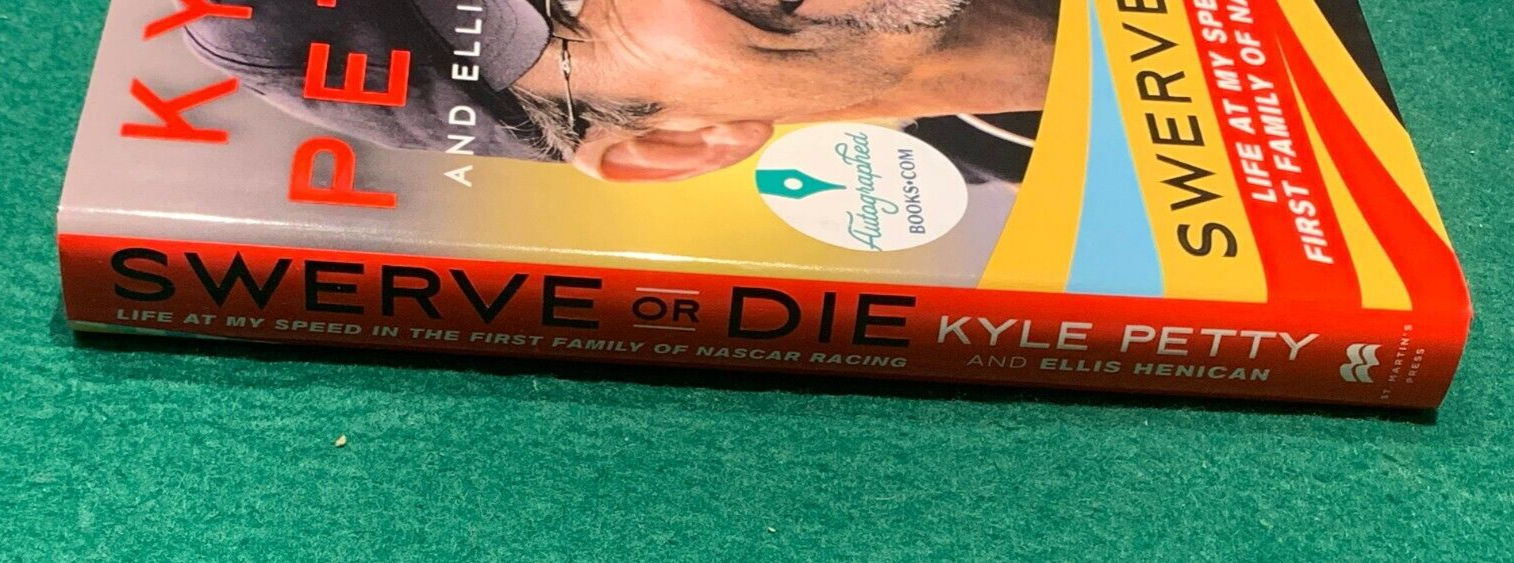 KY
PE
AND ELLI
Autographed
BOOKS.COM
SWERVE
LIFE AT MY SPE
FIRST FAMILY OF NA
SWERVE OR DIE
LIFE AT MY SPEED IN THE FIRST FAMILY OF NASCAR RACING
KYLE PETTY
AND ELLIS HENICAN
ST. MARTIN'S
PRESS